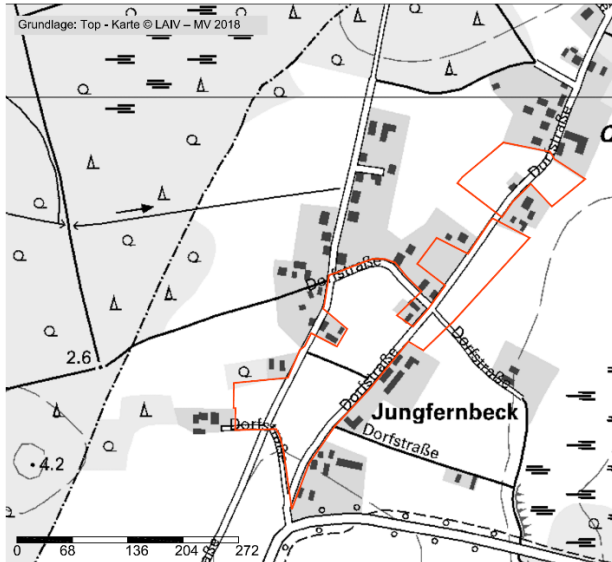 Grundlage: Top - Karte © LAIV – MV 2018
Dorfstraße
Dorfstraße
2.6
Dorfstraße
Dorfstraße
Jungfernbeck
Dorfs
Dorfstraße
4.2
0 68 136 204 272